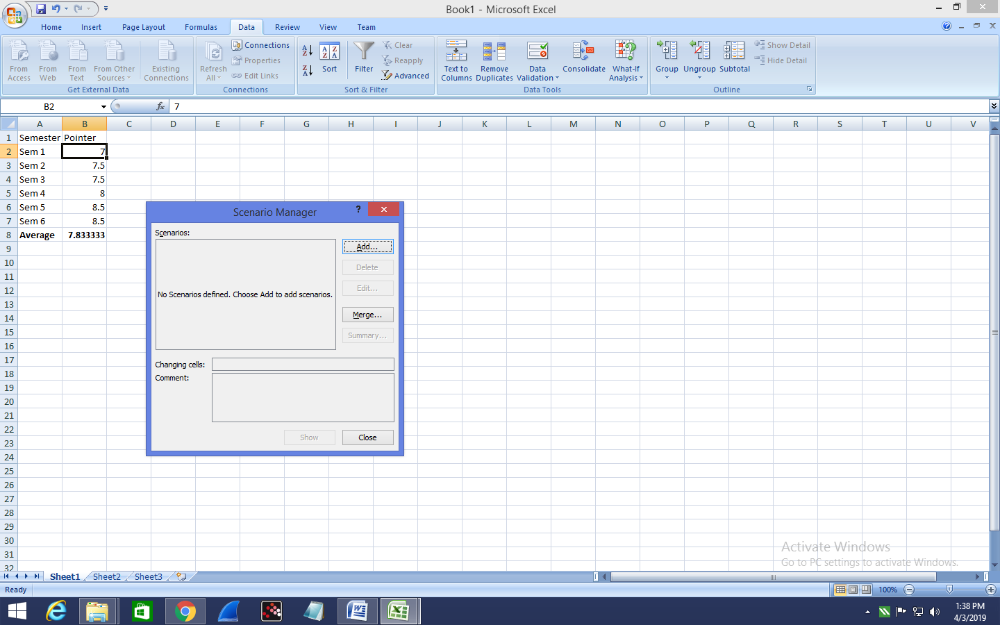 Book1 - Microsoft Excel
Home Insert Page Layout Formulas Data Review View Team
From Access
From Web
From Text
From Other Sources
Existing Connections
Get External Data
Refresh All
Connections
Properties
Edit Links
Connections
Sort
Filter
Clear
Reapply
Advanced
Sort & Filter
Text to Columns
Remove Duplicates
Data Validation
Consolidate
What-If Analysis
Data Tools
Group
Ungroup
Subtotal
Show Detail
Hide Detail
Outline
B2 fx 7
A B C D E F G H I J K L M N O P Q R S T U V
1 Semester Pointer
2 Sem 1 7
3 Sem 2 7.5
4 Sem 3 7.5
5 Sem 4 8
6 Sem 5 8.5
7 Sem 6 8.5
8 Average 7.833333
9
10
11
12
13
14
15
16
17
18
19
20
21
22
23
24
25
26
27
28
29
30
31
32
Scenario Manager ?
Scenarios:
No Scenarios defined. Choose Add to add scenarios.
Add...
Delete
Edit...
Merge...
Summary...
Changing cells:
Comment:
Show Close
Activate Windows
Go to PC settings to activate Windows.
Sheet1 Sheet2 Sheet3
Ready 100%
1:38 PM
4/3/2019